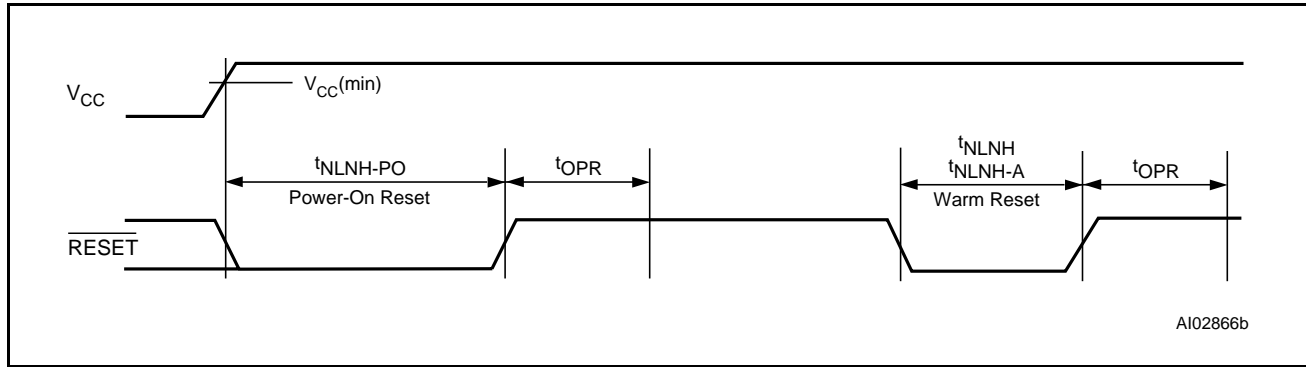 VCC
VCC(min)
tNLNH-PO
Power-On Reset
tOPR
tNLNH
tNLNH-A
Warm Reset
tOPR
RESET
AI02866b